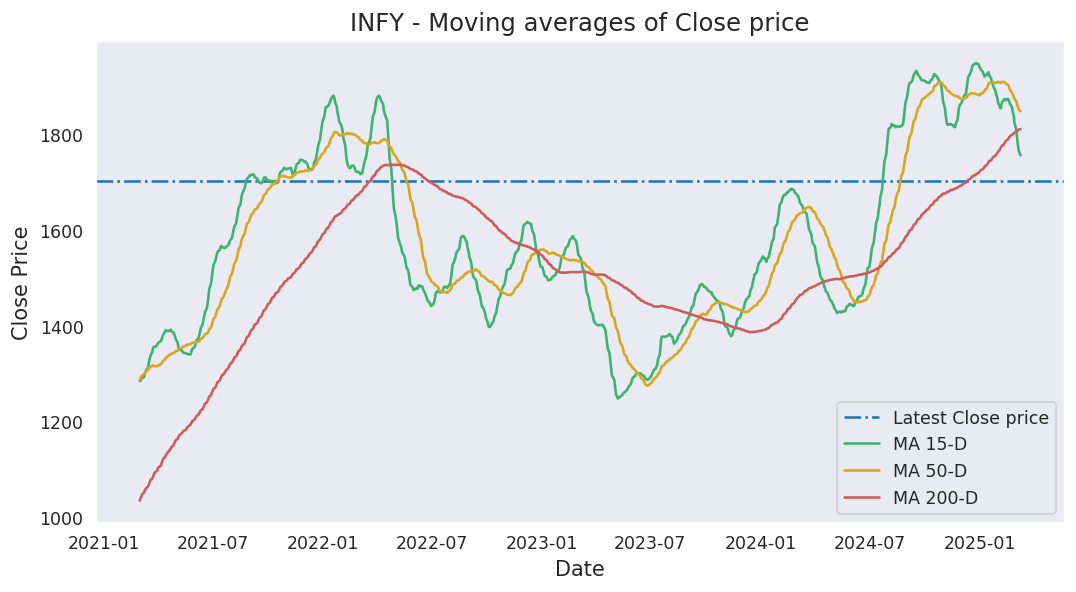 INFY - Moving averages of Close price
Close Price
1800
1600
1400
1200
1000
Latest Close price
MA 15-D
MA 50-D
MA 200-D
2021-01 2021-07 2022-01 2022-07 2023-01 2023-07 2024-01 2024-07 2025-01
Date